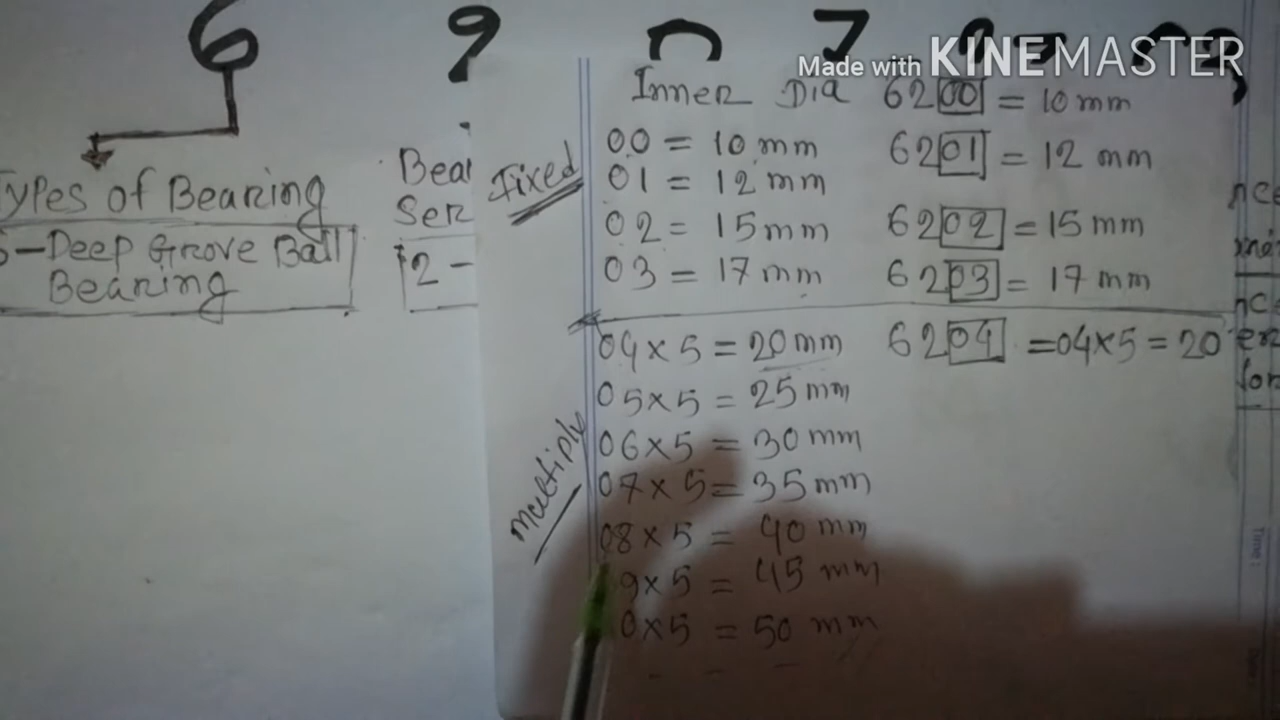 6 9 7
Made with KINEMASTER
Types of Bearing
6-Deep Grove Ball
Bearing
Bear
Ser
2 -
Fixed
Inner Dia
00 = 10 mm
01 = 12 mm
02 = 15 mm
03 = 17 mm
Multiply
04 × 5 = 20 mm
05 × 5 = 25 mm
06 × 5 = 30 mm
07 × 5 = 35 mm
08 × 5 = 40 mm
9 × 5 = 45 mm
0 × 5 = 50 mm
6200 = 10 mm
6201 = 12 mm
6202 = 15 mm
6203 = 17 mm
6204 = 04×5 = 20